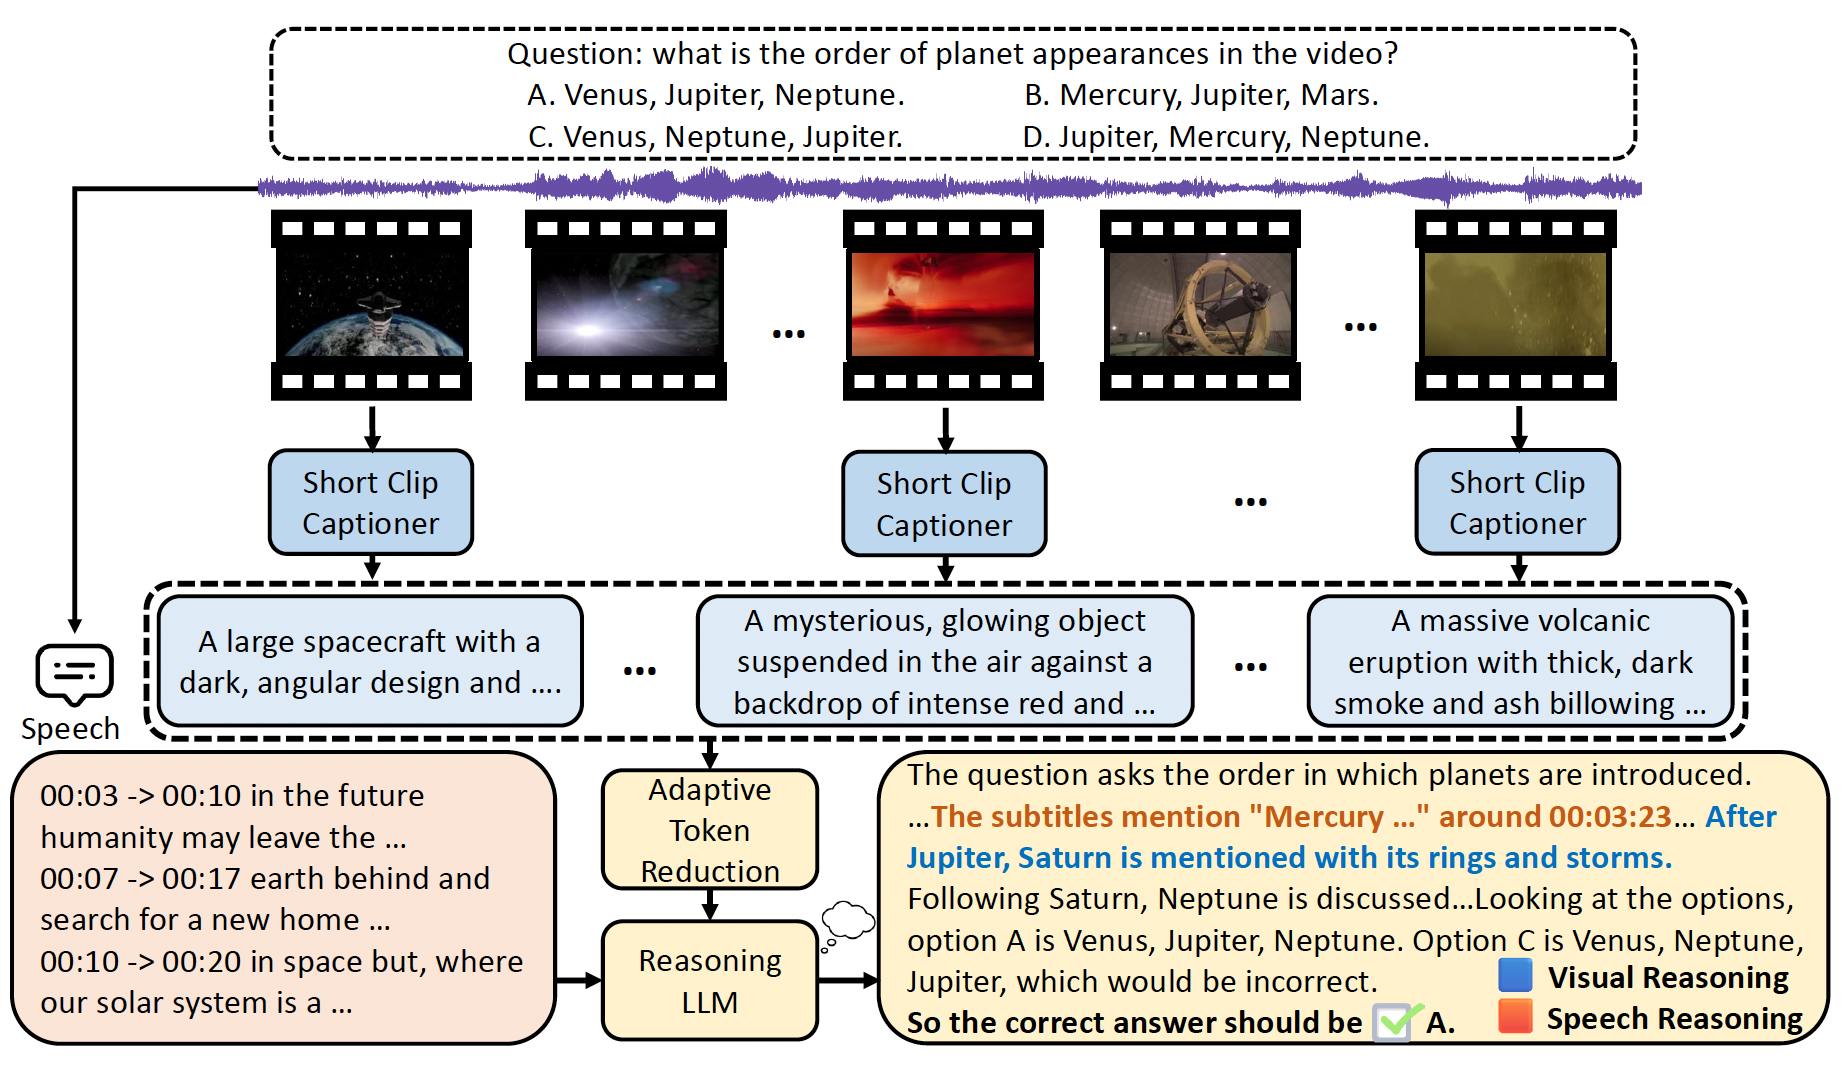 Question: what is the order of planet appearances in the video?
A. Venus, Jupiter, Neptune.
B. Mercury, Jupiter, Mars.
C. Venus, Neptune, Jupiter.
D. Jupiter, Mercury, Neptune.
...
...
Short Clip
Captioner
Short Clip
Captioner
...
Short Clip
Captioner
A large spacecraft with a
dark, angular design and ....
...
A mysterious, glowing object
suspended in the air against a
backdrop of intense red and ...
...
A massive volcanic
eruption with thick, dark
smoke and ash billowing ...
Speech
00:03 -> 00:10 in the future
humanity may leave the ...
00:07 -> 00:17 earth behind and
search for a new home ...
00:10 -> 00:20 in space but, where
our solar system is a ...
Adaptive
Token
Reduction
Reasoning
LLM
The question asks the order in which planets are introduced.
...The subtitles mention "Mercury ..." around 00:03:23... After
Jupiter, Saturn is mentioned with its rings and storms.
Following Saturn, Neptune is discussed...Looking at the options,
option A is Venus, Jupiter, Neptune. Option C is Venus, Neptune,
Jupiter, which would be incorrect.
So the correct answer should be A.
Visual Reasoning
Speech Reasoning